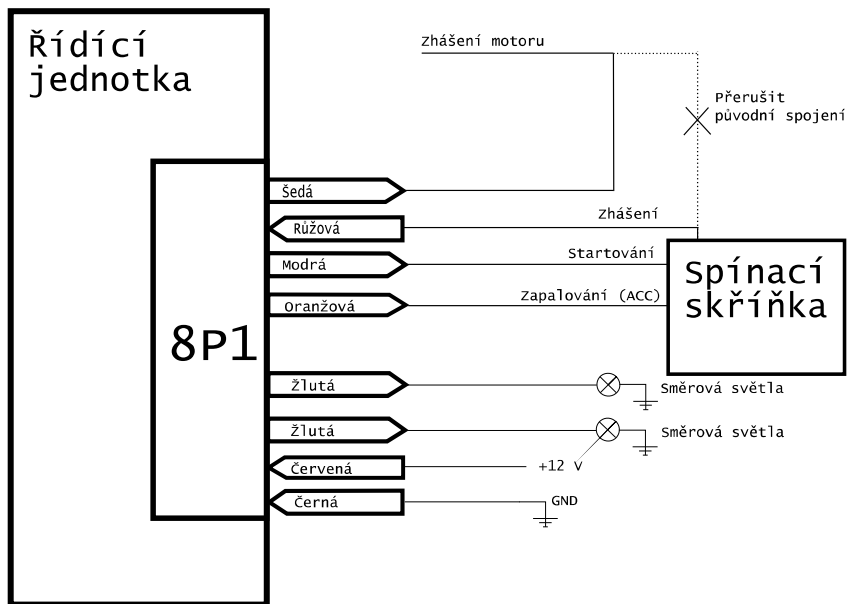 Řídící
jednotka
Zhášení motoru
Přerušit
původní spojení
Šedá
Růžová
Zhášení
Modrá
Startování
Oranžová
Zapalování (ACC)
Spínací
skříňka
8P1
Žlutá
Směrová světla
Žlutá
Směrová světla
Červená
+12 V
Černá
GND